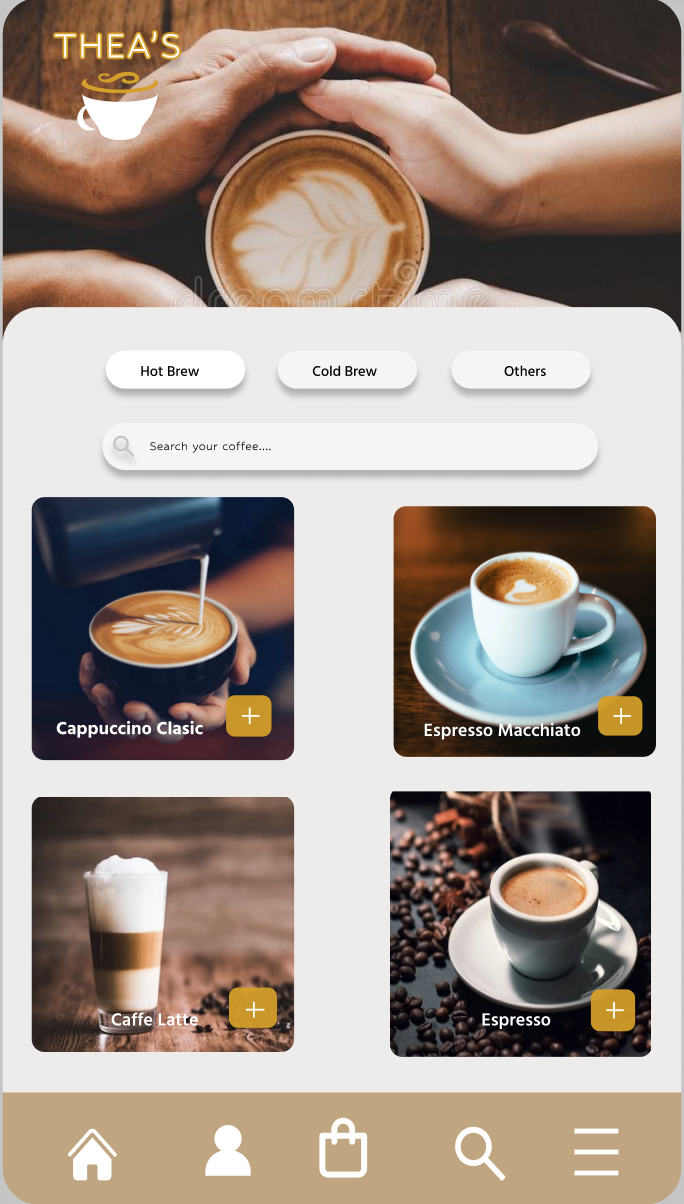 THEA'S
dreamstime
Hot Brew
Cold Brew
Others
Search your coffee....
Cappuccino Clasic
Espresso Macchiato
Caffe Latte
Espresso